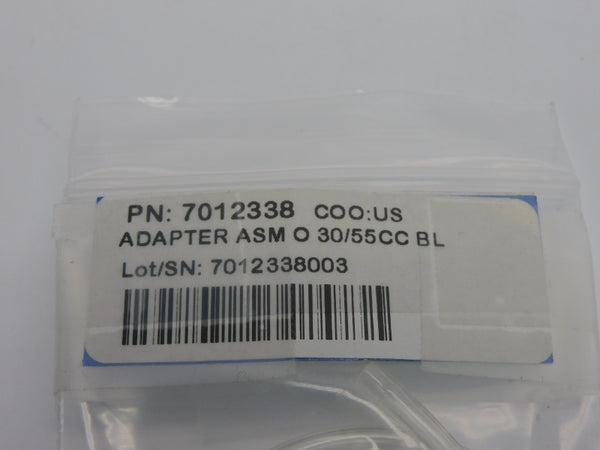 PN: 7012338 COO:US
ADAPTER ASM O 30/55CC BL
Lot/SN: 7012338003